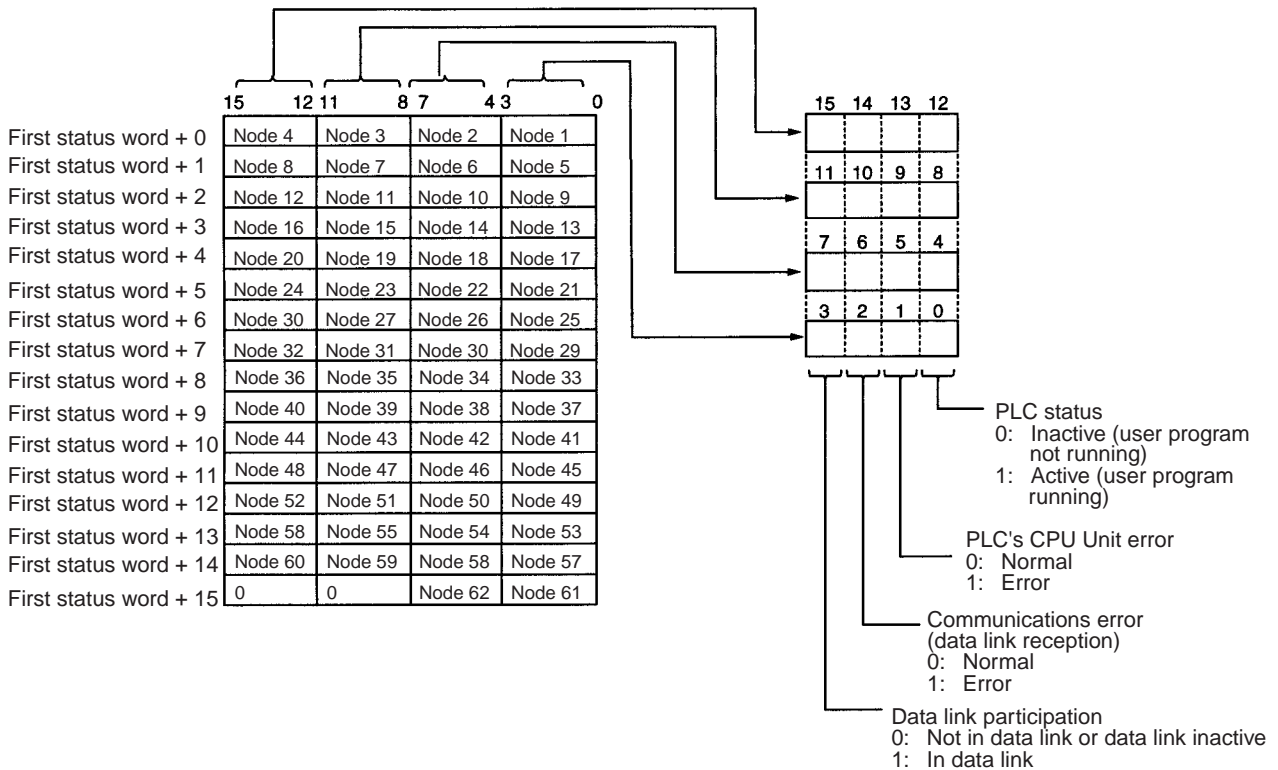 15 12 11 8 7 4 3 0
First status word + 0 Node 4 Node 3 Node 2 Node 1
First status word + 1 Node 8 Node 7 Node 6 Node 5
First status word + 2 Node 12 Node 11 Node 10 Node 9
First status word + 3 Node 16 Node 15 Node 14 Node 13
First status word + 4 Node 20 Node 19 Node 18 Node 17
First status word + 5 Node 24 Node 23 Node 22 Node 21
First status word + 6 Node 30 Node 27 Node 26 Node 25
First status word + 7 Node 32 Node 31 Node 30 Node 29
First status word + 8 Node 36 Node 35 Node 34 Node 33
First status word + 9 Node 40 Node 39 Node 38 Node 37
First status word + 10 Node 44 Node 43 Node 42 Node 41
First status word + 11 Node 48 Node 47 Node 46 Node 45
First status word + 12 Node 52 Node 51 Node 50 Node 49
First status word + 13 Node 58 Node 55 Node 54 Node 53
First status word + 14 Node 60 Node 59 Node 58 Node 57
First status word + 15 0 0 Node 62 Node 61
15 14 13 12
11 10 9 8
7 6 5 4
3 2 1 0
PLC status
0: Inactive (user program
not running)
1: Active (user program
running)
PLC's CPU Unit error
0: Normal
1: Error
Communications error
(data link reception)
0: Normal
1: Error
Data link participation
0: Not in data link or data link inactive
1: In data link